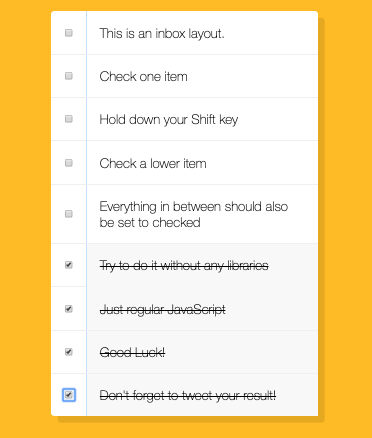 This is an inbox layout.
Check one item
Hold down your Shift key
Check a lower item
Everything in between should also
be set to checked
Try to do it without any libraries
Just regular JavaScript
Good Luck!
Don't forget to tweet your result!